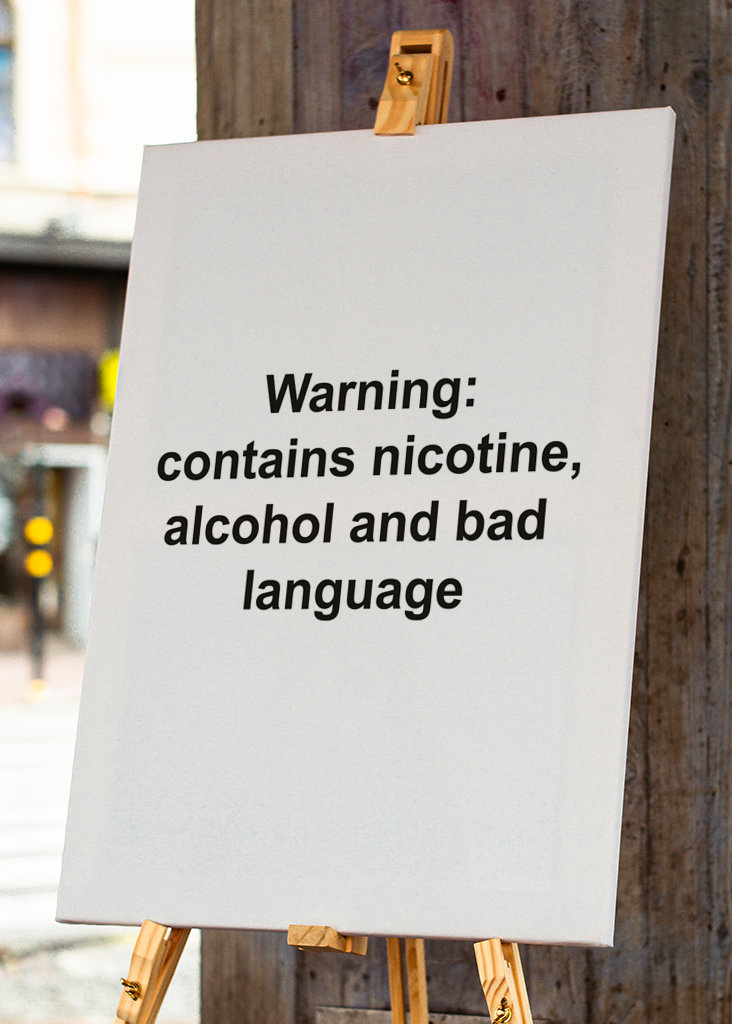 Warning:
contains nicotine,
alcohol and bad
language